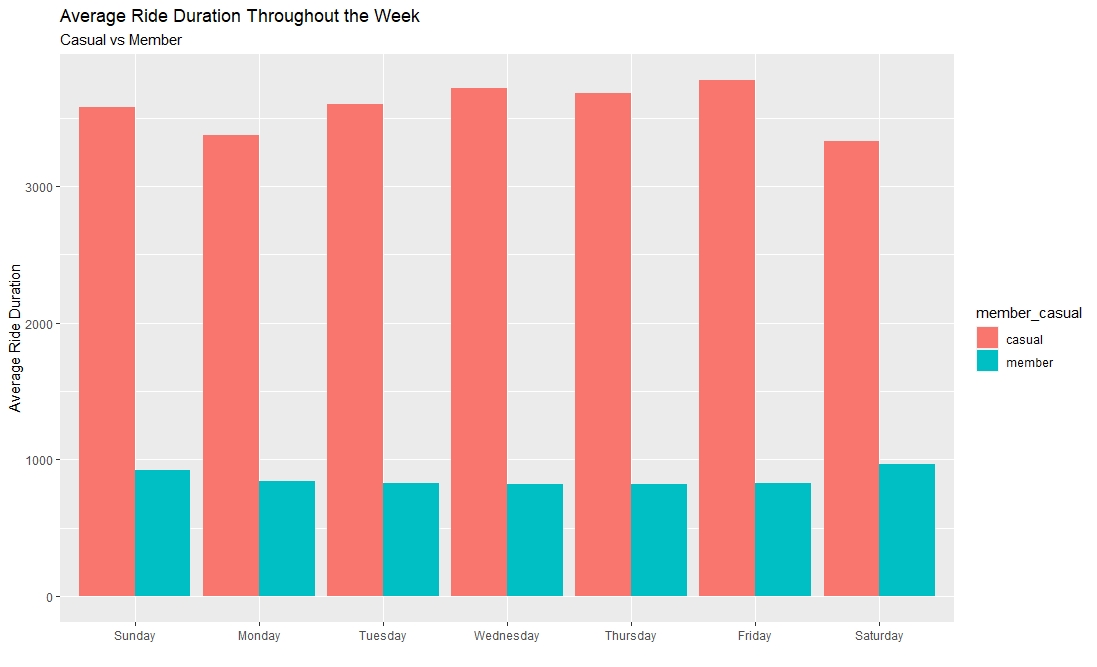 Average Ride Duration Throughout the Week
Casual vs Member
Average Ride Duration
3000
2000
1000
0
Sunday Monday Tuesday Wednesday Thursday Friday Saturday
member_casual
casual
member